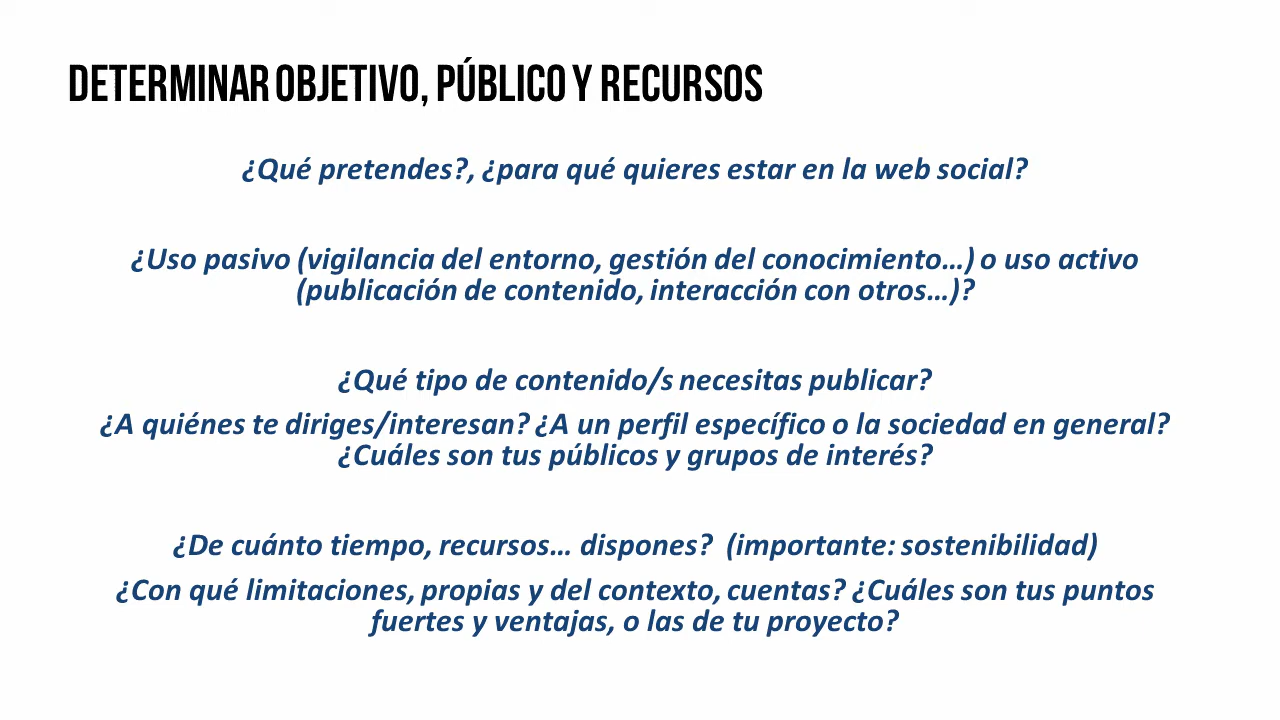 DETERMINAR OBJETIVO, PÚBLICO Y RECURSOS
¿Qué pretendes?, ¿para qué quieres estar en la web social?
¿Uso pasivo (vigilancia del entorno, gestión del conocimiento…) o uso activo
(publicación de contenido, interacción con otros…)?
¿Qué tipo de contenido/s necesitas publicar?
¿A quiénes te diriges/interesan? ¿A un perfil específico o la sociedad en general?
¿Cuáles son tus públicos y grupos de interés?
¿De cuánto tiempo, recursos… dispones? (importante: sostenibilidad)
¿Con qué limitaciones, propias y del contexto, cuentas? ¿Cuáles son tus puntos
fuertes y ventajas, o las de tu proyecto?